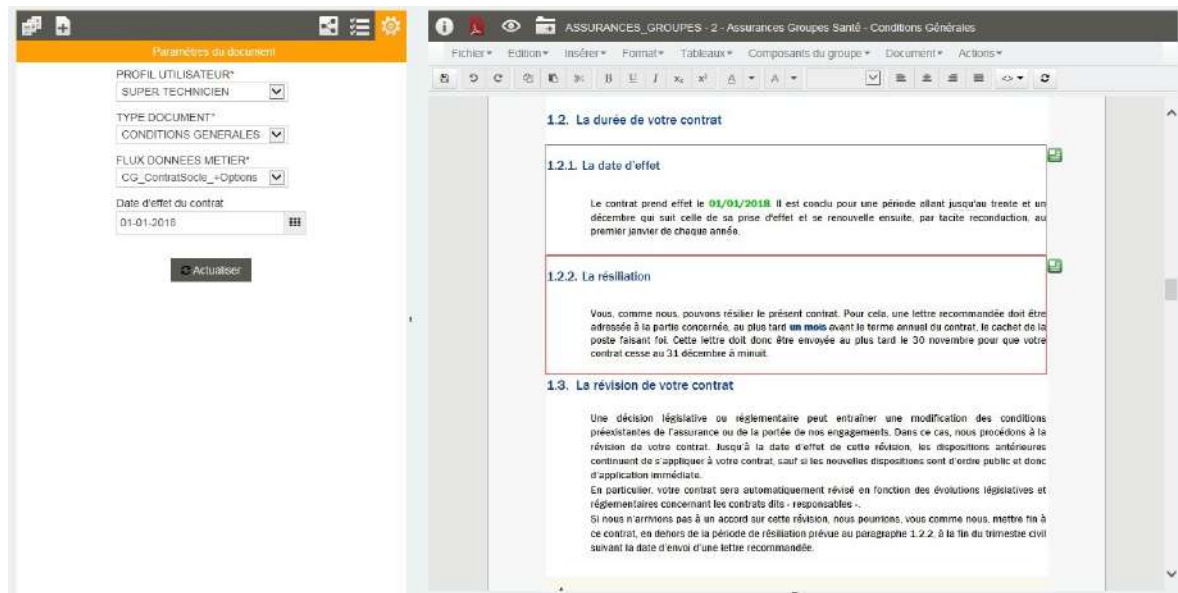 ASSURANCES_GROUPES - 2 - Assurances Groupes Santé - Conditions Générales
Paramètres du document
Fichier Edition Insérer Format Tableaux Composants du groupe Document Actions
PROFIL UTILISATEUR*
SUPER TECHNICIEN
TYPE DOCUMENT*
CONDITIONS GENERALES
FLUX DONNEES METIER*
CG_ContratSocle_+Options
Date d'effet du contrat
01-01-2018
Actualiser
1.2. La durée de votre contrat
1.2.1. La date d'effet
Le contrat prend effet le 01/01/2018. Il est conclu pour une période allant jusqu'au trente et un
décembre qui suit celle de sa prise d'effet et se renouvelle ensuite, par tacite reconduction, au
premier janvier de chaque année.
1.2.2. La résiliation
Vous, comme nous, pouvons résilier le présent contrat. Pour cela, une lettre recommandée doit être
adressée à la partie concernée, au plus tard un mois avant le terme annuel du contrat, le cachet de la
poste faisant foi. Cette lettre doit donc être envoyée au plus tard le 30 novembre pour que votre
contrat cesse au 31 décembre à minuit.
1.3. La révision de votre contrat
Une décision législative ou réglementaire peut entraîner une modification des conditions
préexistantes de l'assurance ou de la portée de nos engagements. Dans ce cas, nous procédons à la
révision de votre contrat. Jusqu'à la date d'effet de cette révision, les dispositions antérieures
continuent de s'appliquer à votre contrat, sauf si les nouvelles dispositions sont d'ordre public et donc
d'application immédiate.
En particulier, votre contrat sera automatiquement révisé en fonction des évolutions législatives et
réglementaires concernant les contrats dits - responsables -.
Si nous n'arrivions pas à un accord sur cette révision, nous pourrions, vous comme nous, mettre fin à
ce contrat, en dehors de la période de résiliation prévue au paragraphe 1.2.2, à la fin du trimestre civil
suivant la date d'envoi d'une lettre recommandée.